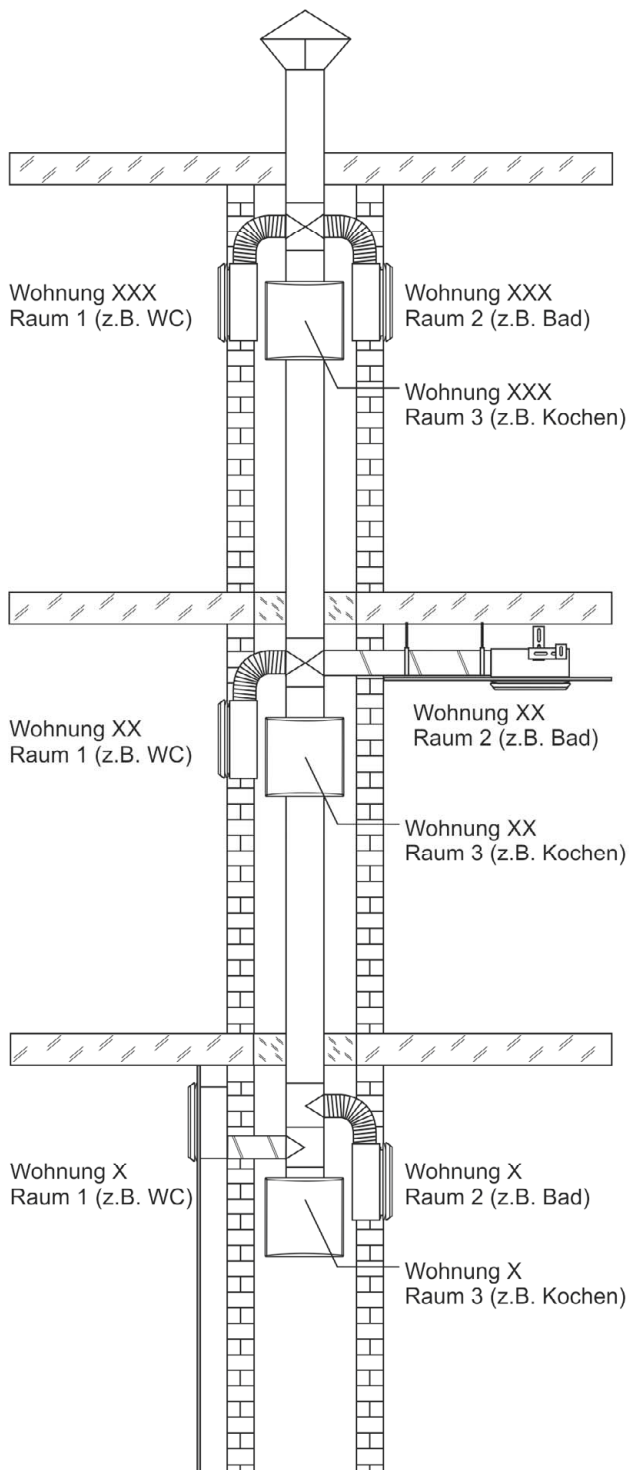 Wohnung XXX
Raum 1 (z.B. WC)
Wohnung XXX
Raum 2 (z.B. Bad)
Wohnung XXX
Raum 3 (z.B. Kochen)
Wohnung XX
Raum 1 (z.B. WC)
Wohnung XX
Raum 2 (z.B. Bad)
Wohnung XX
Raum 3 (z.B. Kochen)
Wohnung X
Raum 1 (z.B. WC)
Wohnung X
Raum 2 (z.B. Bad)
Wohnung X
Raum 3 (z.B. Kochen)